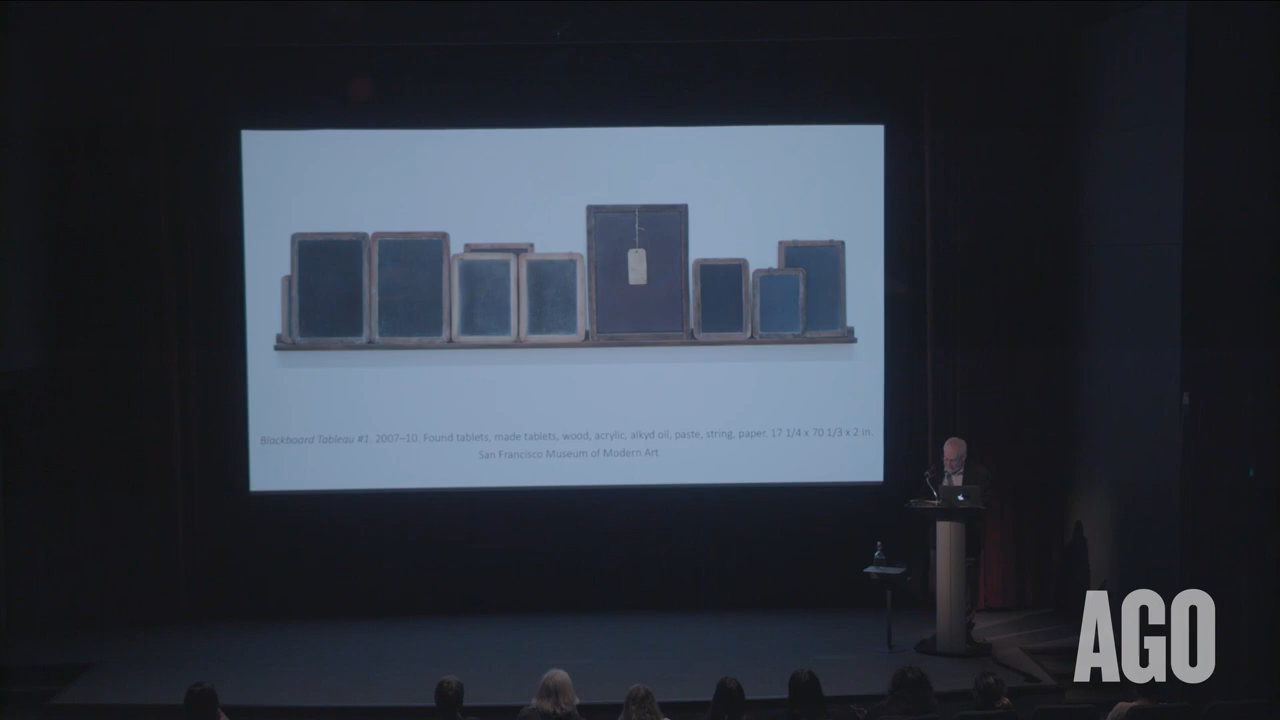 Blackboard Tableau #1. 2007–10. Found tablets, made tablets, wood, acrylic, alkyd oil, paste, string, paper. 17 1/4 x 70 1/3 x 2 in.
San Francisco Museum of Modern Art
AGO